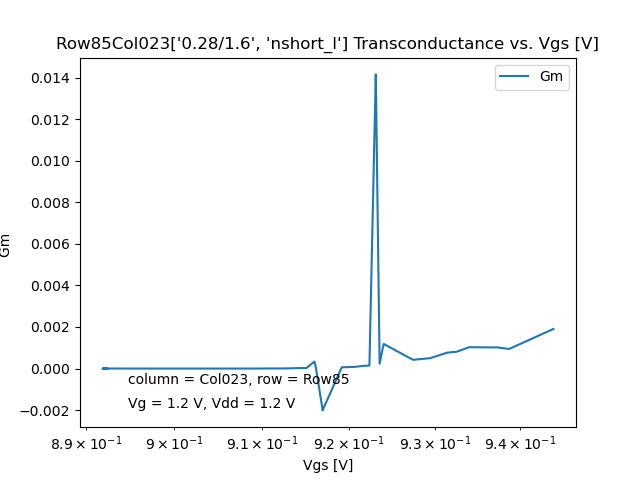 Row85Col023['0.28/1.6', 'nshort_l'] Transconductance vs. Vgs [V]
Gm
0.014
0.012
0.010
0.008
0.006
0.004
0.002
0.000
−0.002
Gm
column = Col023, row = Row85
Vg = 1.2 V, Vdd = 1.2 V
8.9 × 10⁻¹ 9 × 10⁻¹ 9.1 × 10⁻¹ 9.2 × 10⁻¹ 9.3 × 10⁻¹ 9.4 × 10⁻¹
Vgs [V]